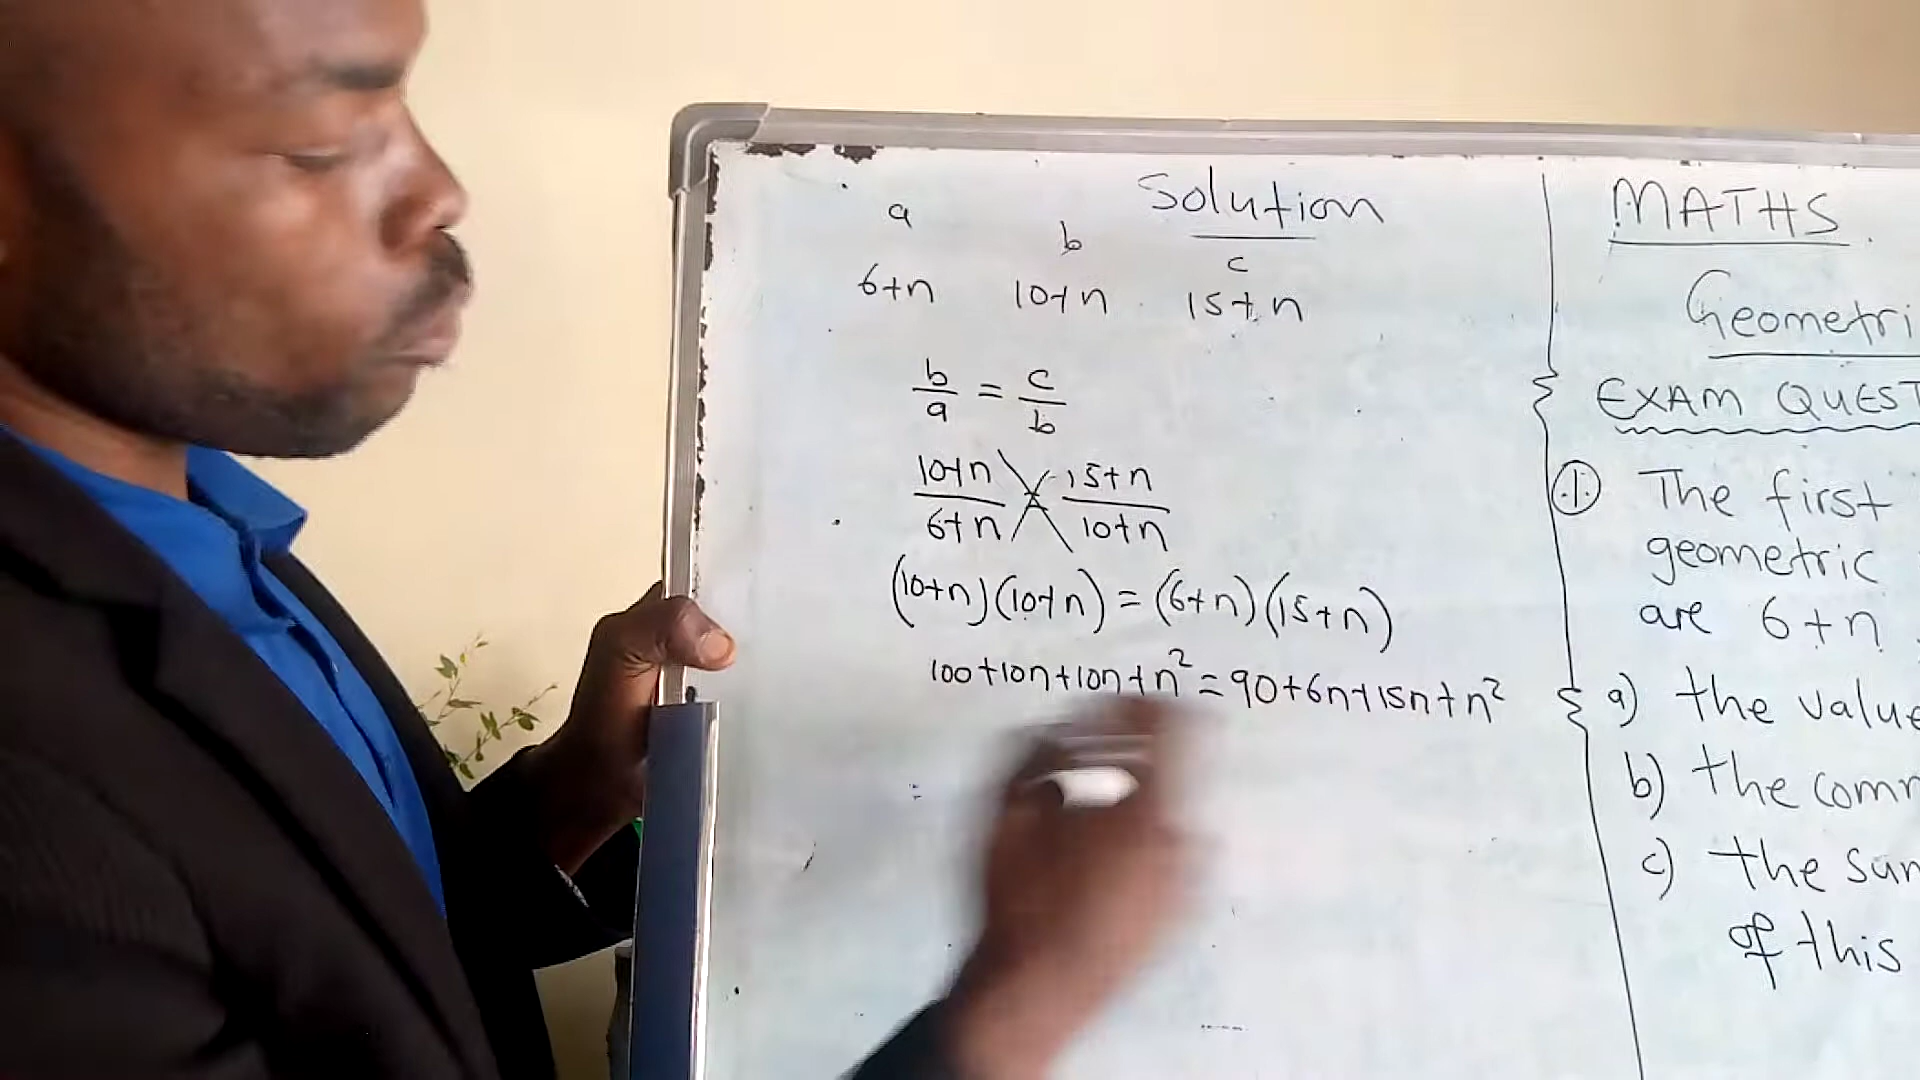 Solution
a b c
6+n 10+n 15+n
b/a = c/b
10+n/6+n 15+n/10+n
(10+n)(10+n) = (6+n)(15+n)
100+10n+10n+n² = 90+6n+15n+n²
MATHS.
Geometri
EXAM QUEST
① The first
geometric
are 6+n
a) the value
b) the comm
c) the sum
of this